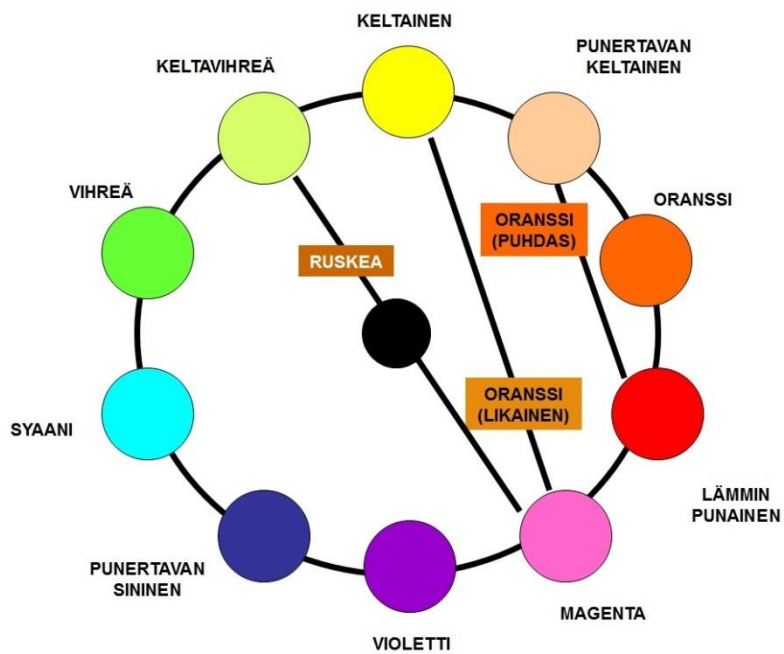 KELTAINEN
PUNERTAVAN
KELTAINEN
KELTAVIHREÄ
VIHREÄ
ORANSSI
ORANSSI
(PUHDAS)
RUSKEA
ORANSSI
(LIKAINEN)
SYAANI
LÄMMIN
PUNAINEN
PUNERTAVAN
SININEN
MAGENTA
VIOLETTI